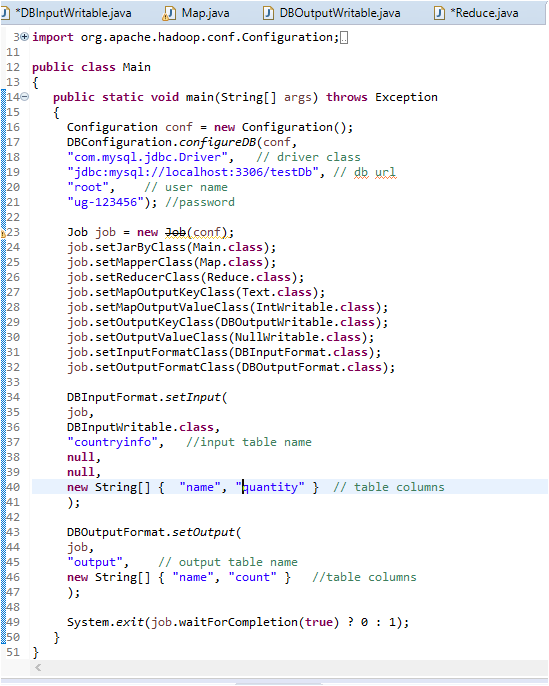 *DBInputWritable.java Map.java DBOutputWritable.java *Reduce.java
3 import org.apache.hadoop.conf.Configuration;
11
12 public class Main
13 {
14 public static void main(String[] args) throws Exception
15 {
16 Configuration conf = new Configuration();
17 DBConfiguration.configureDB(conf,
18 "com.mysql.jdbc.Driver", // driver class
19 "jdbc:mysql://localhost:3306/testDb", // db url
20 "root", // user name
21 "ug-123456"); //password
22
23 Job job = new Job(conf);
24 job.setJarByClass(Main.class);
25 job.setMapperClass(Map.class);
26 job.setReducerClass(Reduce.class);
27 job.setMapOutputKeyClass(Text.class);
28 job.setMapOutputValueClass(IntWritable.class);
29 job.setOutputKeyClass(DBOutputWritable.class);
30 job.setOutputValueClass(NullWritable.class);
31 job.setInputFormatClass(DBInputFormat.class);
32 job.setOutputFormatClass(DBOutputFormat.class);
33
34 DBInputFormat.setInput(
35 job,
36 DBInputWritable.class,
37 "countryinfo", //input table name
38 null,
39 null,
40 new String[] { "name", "quantity" } // table columns
41 );
42
43 DBOutputFormat.setOutput(
44 job,
45 "output", // output table name
46 new String[] { "name", "count" } //table columns
47 );
48
49 System.exit(job.waitForCompletion(true) ? 0 : 1);
50 }
51 }